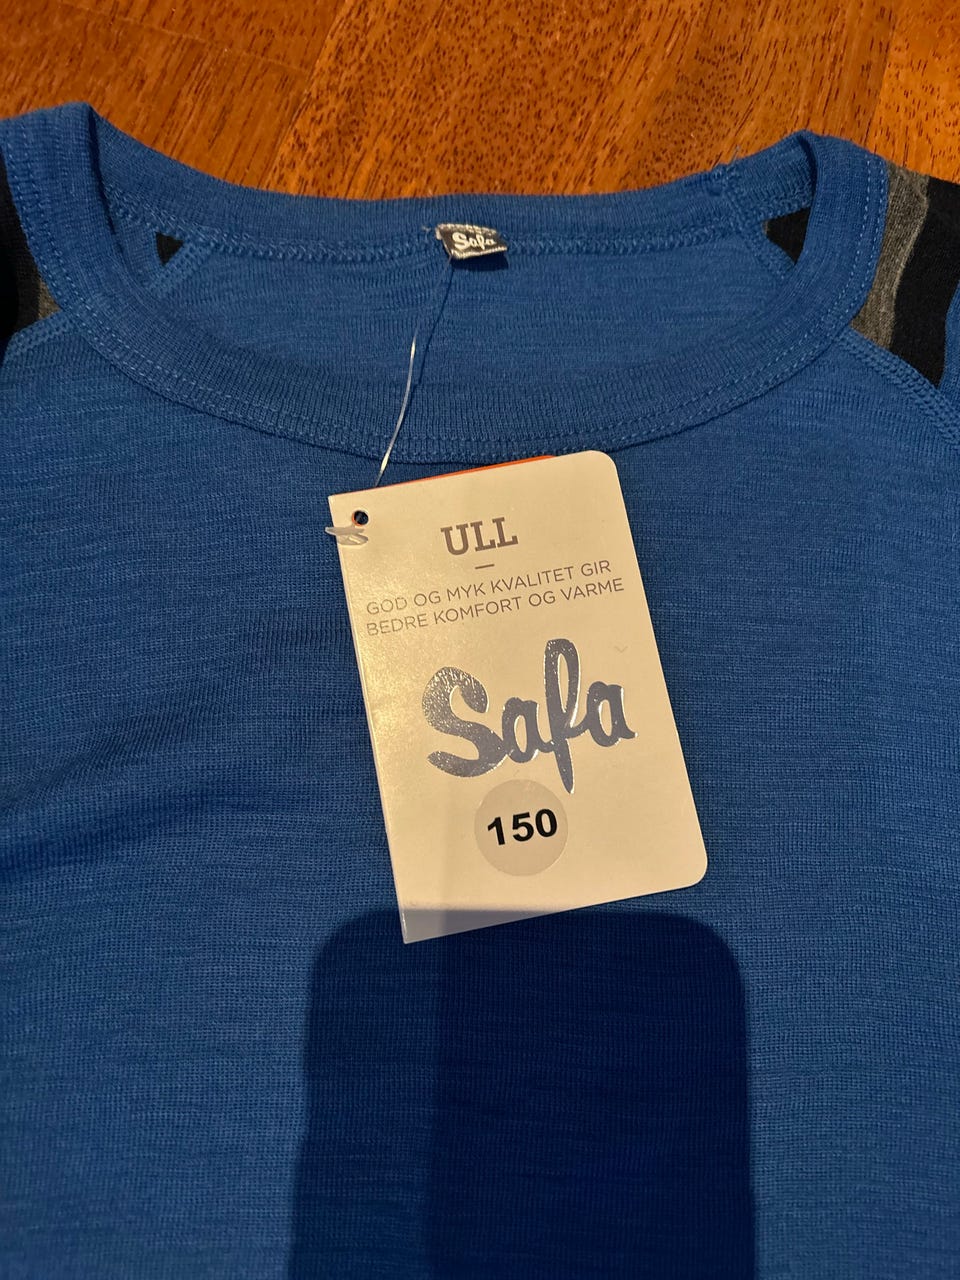 Safa
ULL
GOD OG MYK KVALITET GIR
BEDRE KOMFORT OG VARME
Safa
150